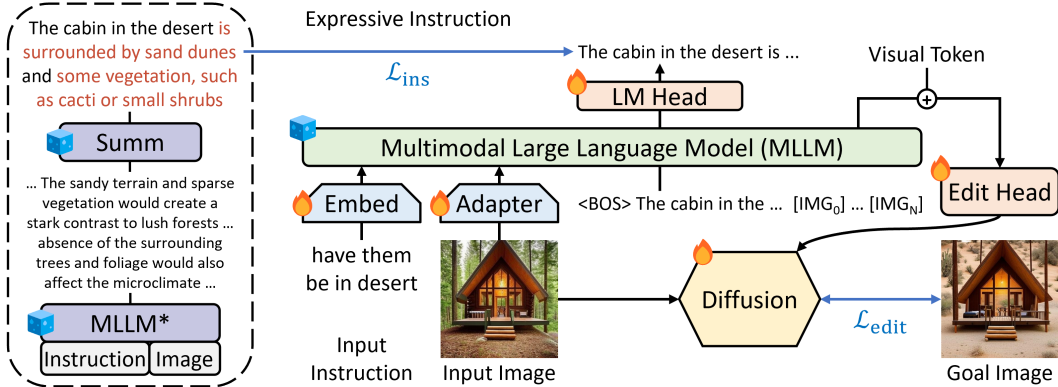 The cabin in the desert is
surrounded by sand dunes
and some vegetation, such
as cacti or small shrubs
Summ
... The sandy terrain and sparse
vegetation would create a
stark contrast to lush forests ...
absence of the surrounding
trees and foliage would also
affect the microclimate ...
MLLM*
Instruction Image
Expressive Instruction
ℒins
The cabin in the desert is ...
LM Head
Visual Token
+
Multimodal Large Language Model (MLLM)
Embed
Adapter
<BOS> The cabin in the ... [IMG0] ... [IMGN]
Edit Head
have them
be in desert
Diffusion
ℒedit
Input
Instruction
Input Image
Goal Image